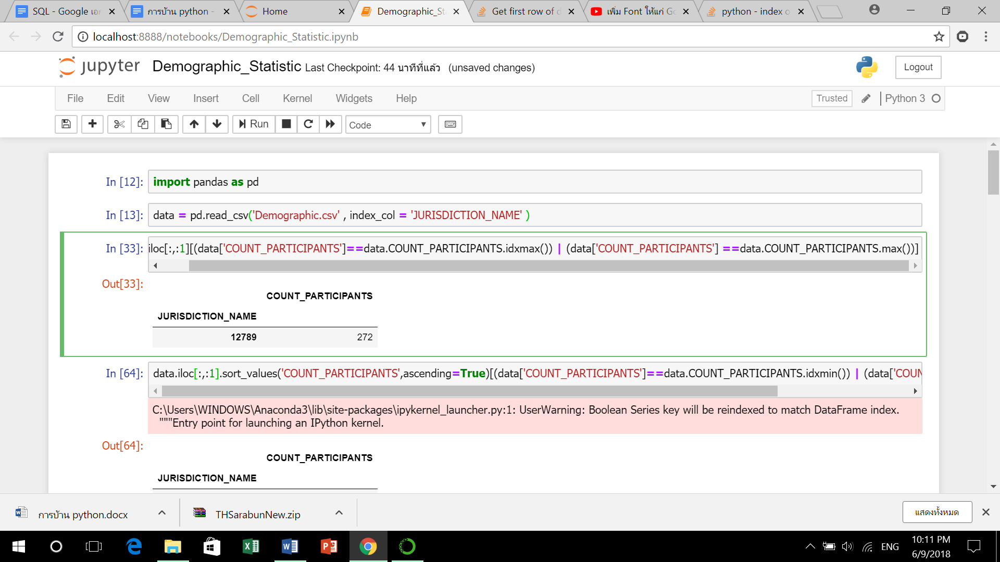 SQL - Google เอก
การบ้าน python -
Home
Demographic_St
Get first row of d
เพิ่ม Font ให้แก่ Go
python - index o
localhost:8888/notebooks/Demographic_Statistic.ipynb
jupyter Demographic_Statistic Last Checkpoint: 44 นาทีที่แล้ว (unsaved changes)
Logout
File Edit View Insert Cell Kernel Widgets Help
Trusted Python 3
Run Code
In [12]: import pandas as pd
In [13]: data = pd.read_csv('Demographic.csv' , index_col = 'JURISDICTION_NAME' )
In [33]: iloc[:,:1][(data['COUNT_PARTICIPANTS']==data.COUNT_PARTICIPANTS.idxmax()) | (data['COUNT_PARTICIPANTS'] ==data.COUNT_PARTICIPANTS.max())]
Out[33]:
COUNT_PARTICIPANTS
JURISDICTION_NAME
12789 272
In [64]: data.iloc[:,:1].sort_values('COUNT_PARTICIPANTS',ascending=True)[(data['COUNT_PARTICIPANTS']==data.COUNT_PARTICIPANTS.idxmin()) | (data['COUN
C:\Users\WINDOWS\Anaconda3\lib\site-packages\ipykernel_launcher.py:1: UserWarning: Boolean Series key will be reindexed to match DataFrame index.
"""Entry point for launching an IPython kernel.
Out[64]:
COUNT_PARTICIPANTS
JURISDICTION_NAME
การบ้าน python.docx
THSarabunNew.zip
แสดงทั้งหมด
ENG
10:11 PM
6/9/2018